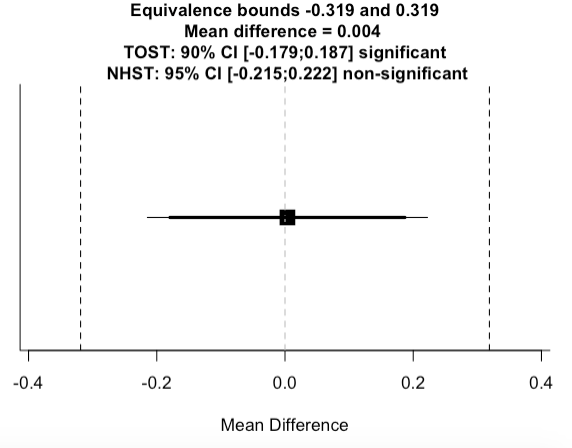 Equivalence bounds -0.319 and 0.319
Mean difference = 0.004
TOST: 90% CI [-0.179;0.187] significant
NHST: 95% CI [-0.215;0.222] non-significant
-0.4 -0.2 0.0 0.2 0.4
Mean Difference